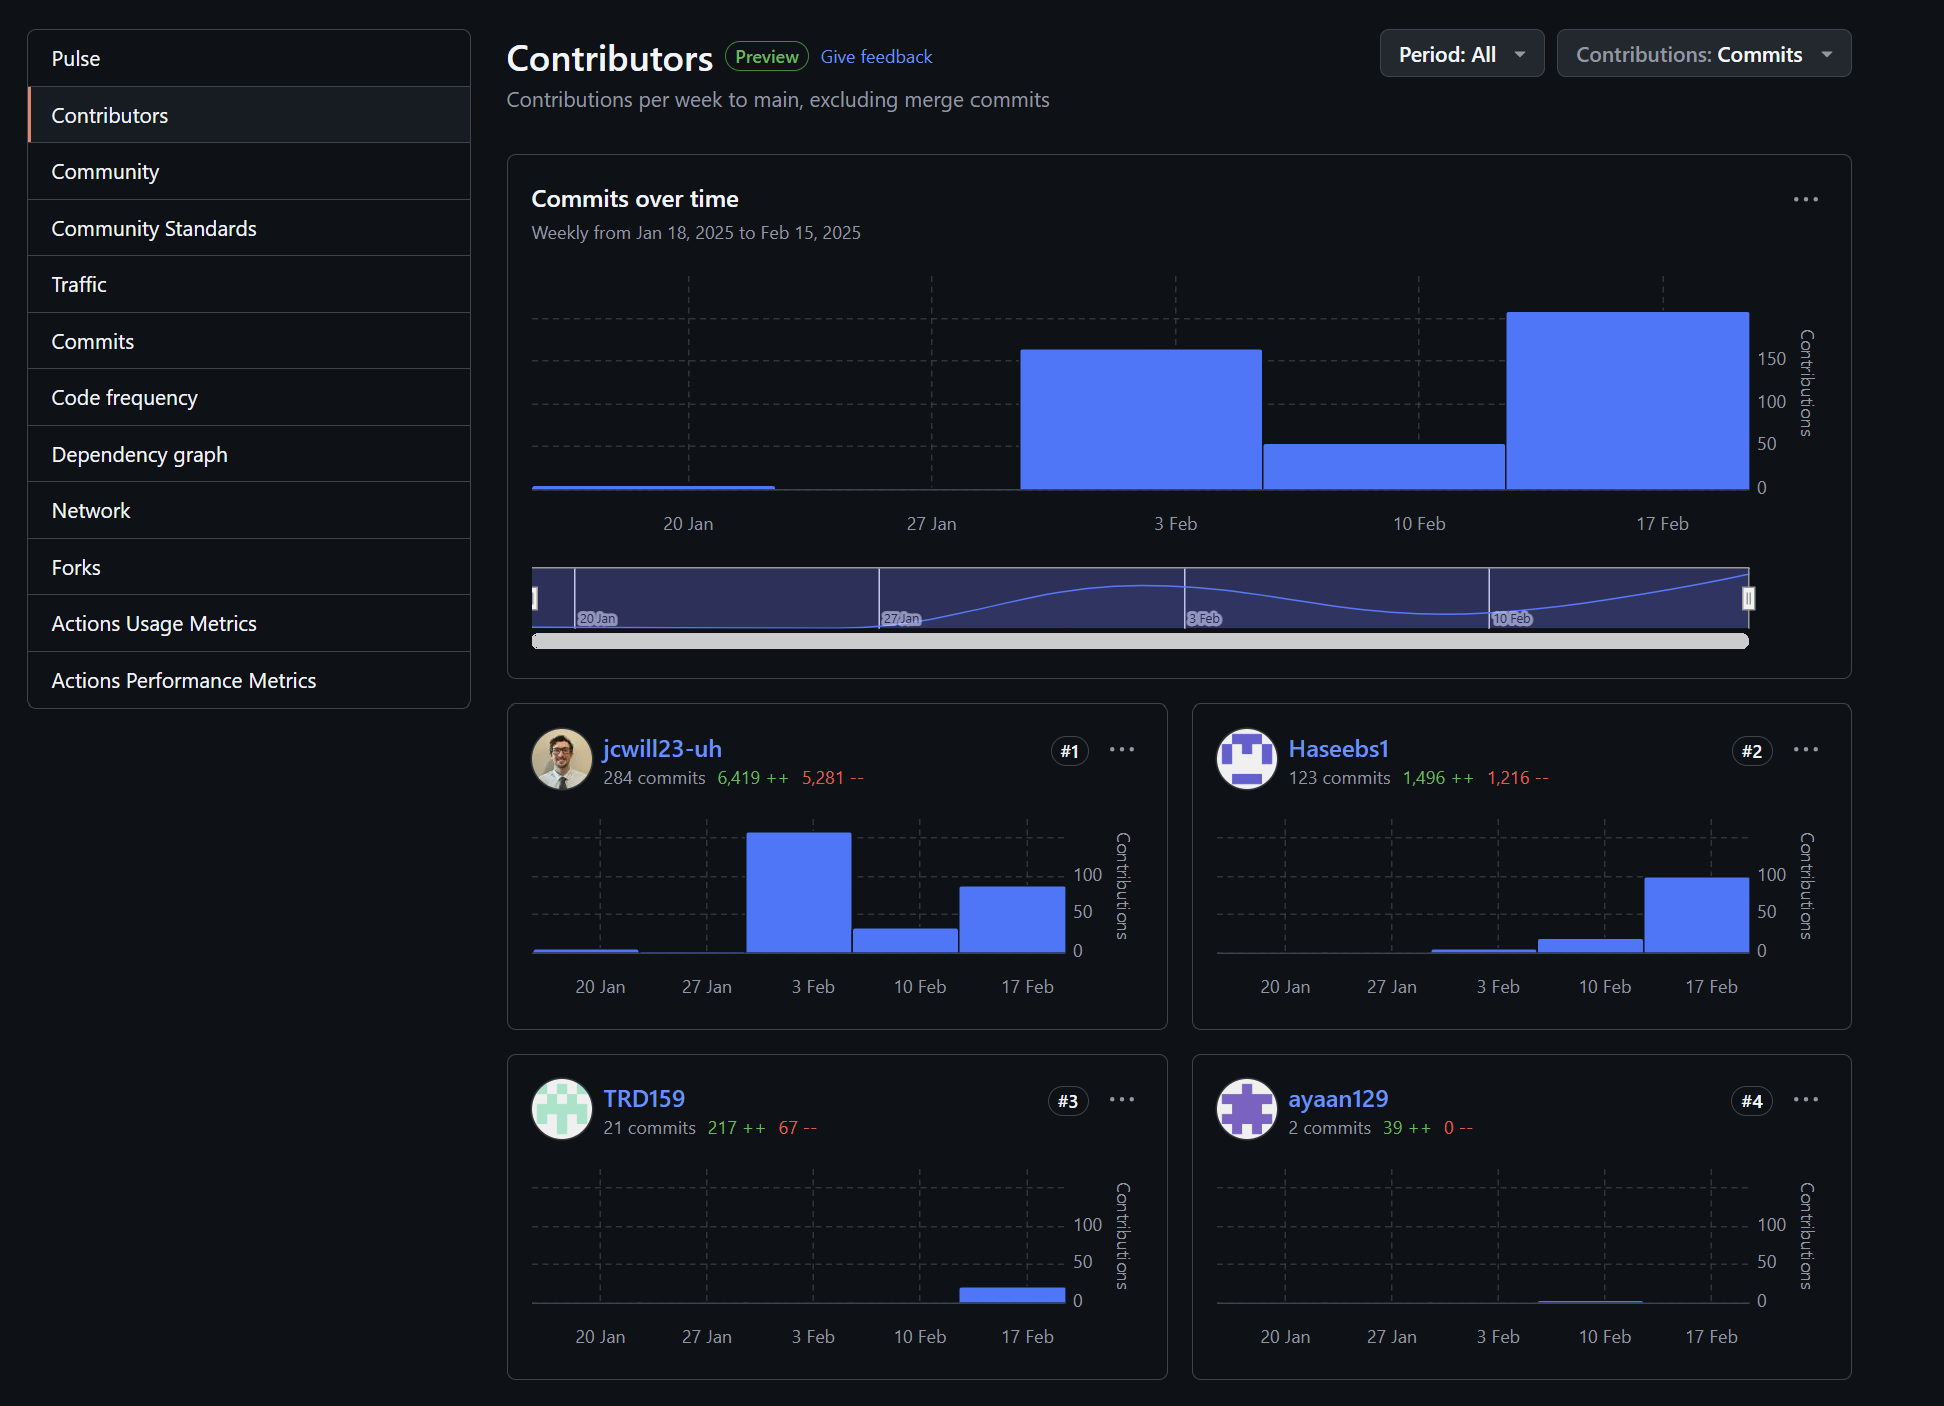 Pulse
Contributors
Community
Community Standards
Traffic
Commits
Code frequency
Dependency graph
Network
Forks
Actions Usage Metrics
Actions Performance Metrics
Contributors Preview Give feedback
Period: All
Contributions: Commits
Contributions per week to main, excluding merge commits
Commits over time
Weekly from Jan 18, 2025 to Feb 15, 2025
150
100
50
0
Contributions
20 Jan 27 Jan 3 Feb 10 Feb 17 Feb
20 Jan 27 Jan 3 Feb 10 Feb
jcwill23-uh #1
284 commits 6,419 ++ 5,281 --
100
50
0
Contributions
20 Jan 27 Jan 3 Feb 10 Feb 17 Feb
Haseebs1 #2
123 commits 1,496 ++ 1,216 --
100
50
0
Contributions
20 Jan 27 Jan 3 Feb 10 Feb 17 Feb
TRD159 #3
21 commits 217 ++ 67 --
100
50
0
Contributions
20 Jan 27 Jan 3 Feb 10 Feb 17 Feb
ayaan129 #4
2 commits 39 ++ 0 --
100
50
0
Contributions
20 Jan 27 Jan 3 Feb 10 Feb 17 Feb